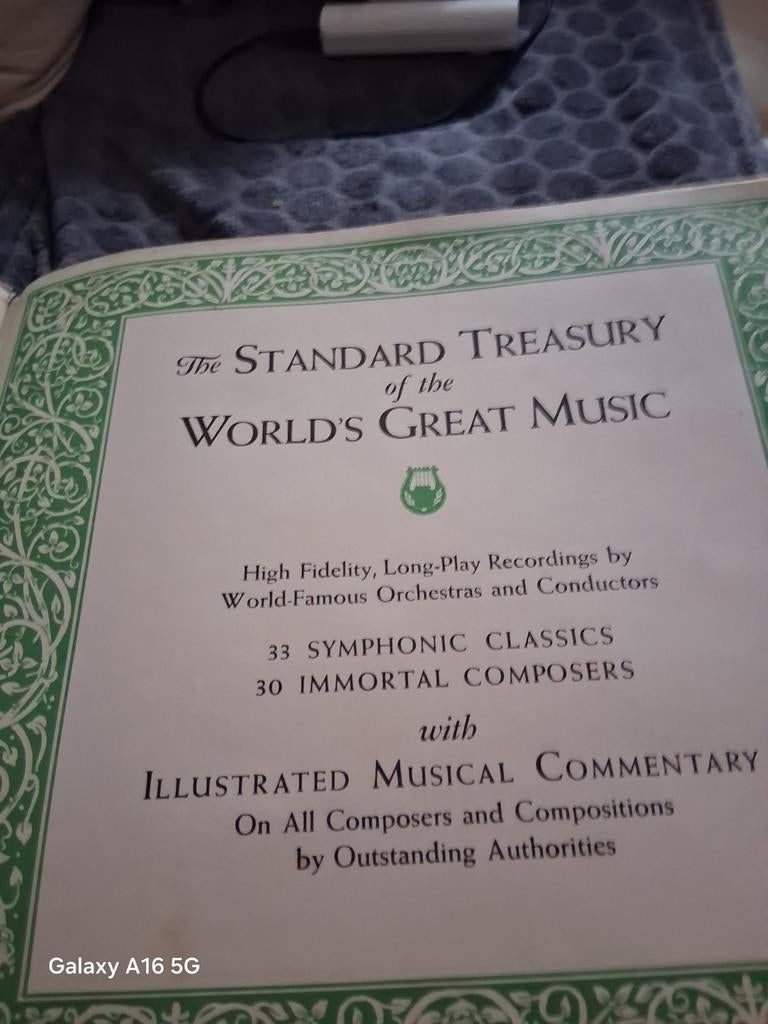 The STANDARD TREASURY
of the
WORLD'S GREAT MUSIC
High Fidelity, Long-Play Recordings by
World-Famous Orchestras and Conductors
33 SYMPHONIC CLASSICS
30 IMMORTAL COMPOSERS
with
ILLUSTRATED MUSICAL COMMENTARY
On All Composers and Compositions
by Outstanding Authorities
Galaxy A16 5G